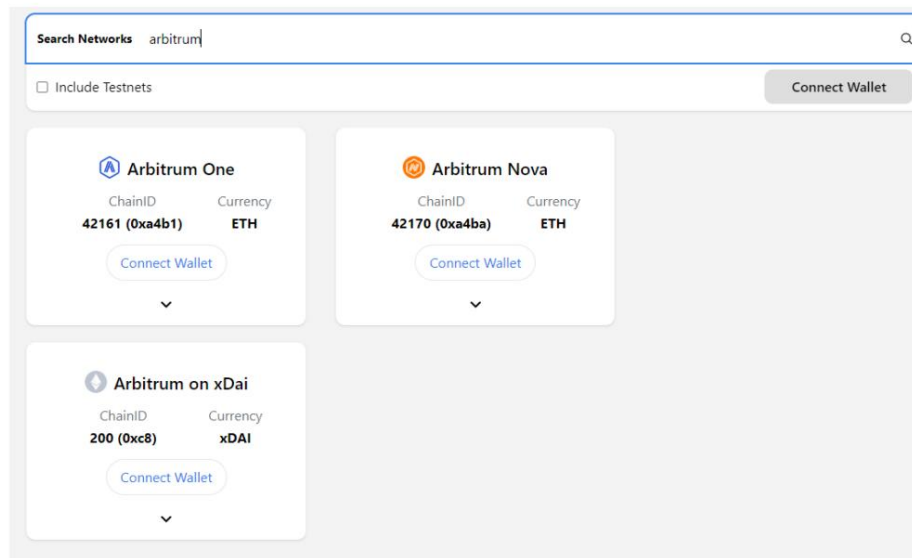 Search Networks arbitrum
Include Testnets
Connect Wallet
Arbitrum One
ChainID Currency
42161 (0xa4b1) ETH
Connect Wallet
Arbitrum Nova
ChainID Currency
42170 (0xa4ba) ETH
Connect Wallet
Arbitrum on xDai
ChainID Currency
200 (0xc8) xDAI
Connect Wallet